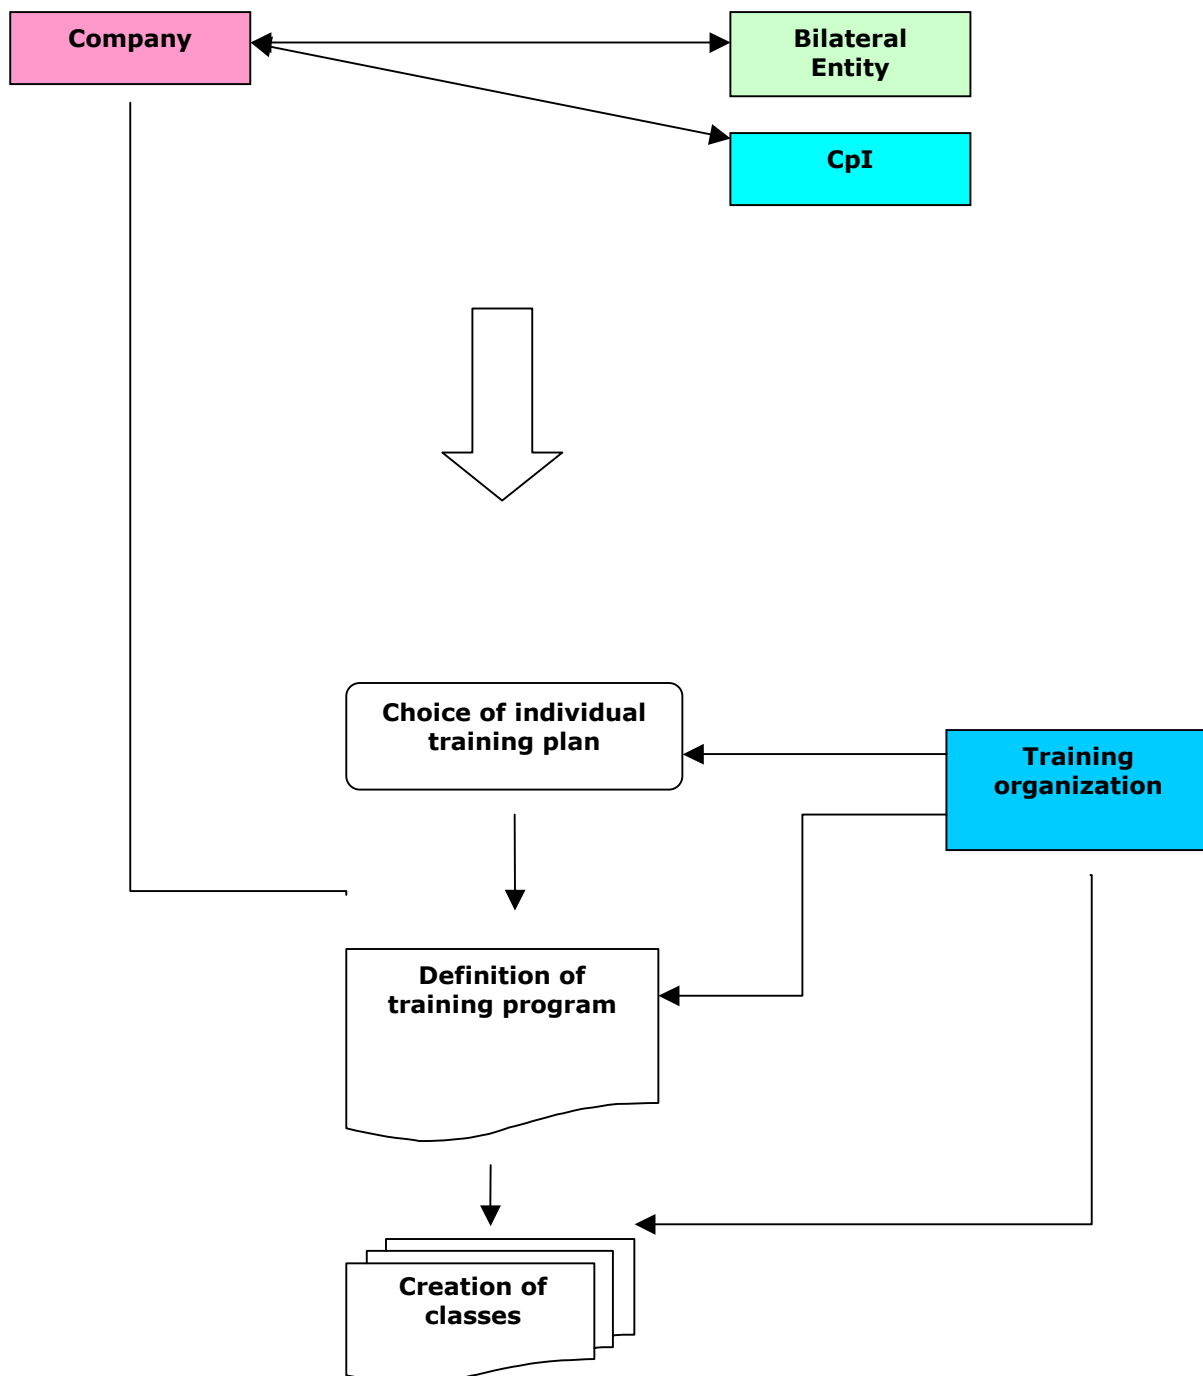 Company
Bilateral
Entity
CpI
Choice of individual
training plan
Training
organization
Definition of
training program
Creation of
classes